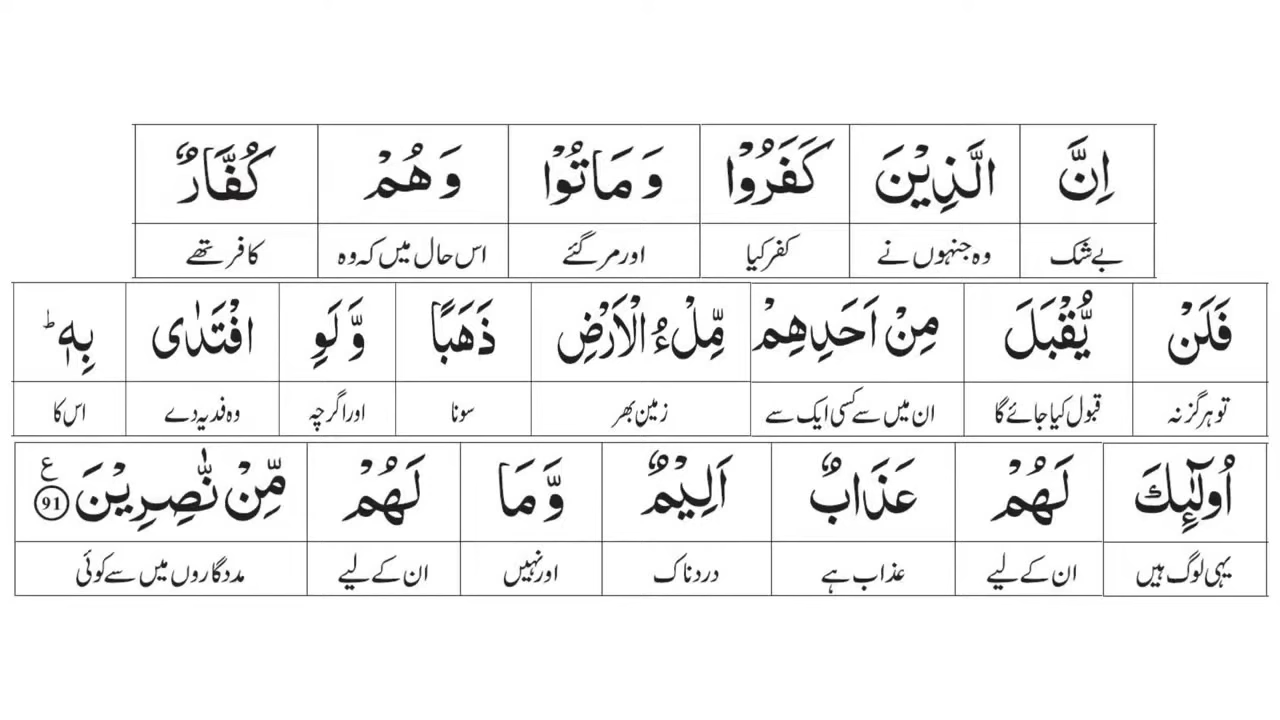 اِنَّ الَّذِيْنَ كَفَرُوْا وَ مَاتُوْا وَ هُمْ كُفَّارٌ
بے شک وہ جنہوں نے کفر کیا اور مر گئے اس حال میں کہ وہ کافر تھے
فَلَنْ يُّقْبَلَ مِنْ اَحَدِهِمْ مِّلْءُ الْاَرْضِ ذَهَبًا وَّ لَوِ افْتَدٰى بِهٖ ؕ
تو ہرگز نہ قبول کیا جائے گا ان میں سے کسی ایک سے زمین بھر سونا اور اگرچہ وہ فدیہ دے اس کا
اُولٰٓىِٕكَ لَهُمْ عَذَابٌ اَلِيْمٌ وَّ مَا لَهُمْ مِّنْ نّٰصِرِيْنَ ع 91
یہی لوگ ہیں ان کے لیے عذاب ہے دردناک اور نہیں ان کے لیے مددگاروں میں سے کوئی